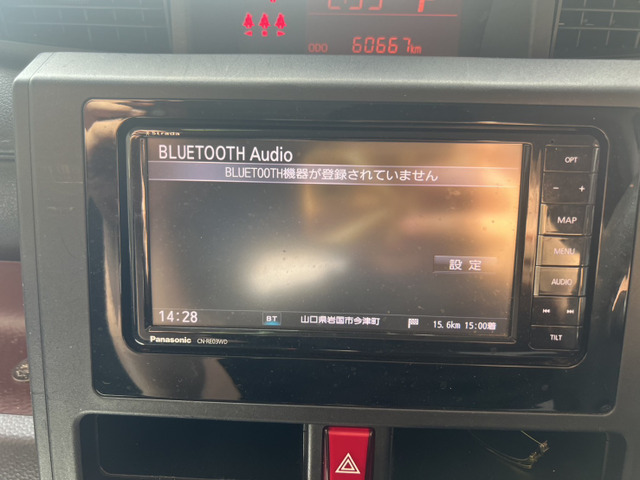 ODO 60667km
Strada
BLUETOOTH Audio
BLUETOOTH機器が登録されていません
設定
14:28 BT 山口県岩国市今津町 15.6km 15:00着
Panasonic CN-RE03WD
OPT
− +
MAP
MENU
AUDIO
TILT